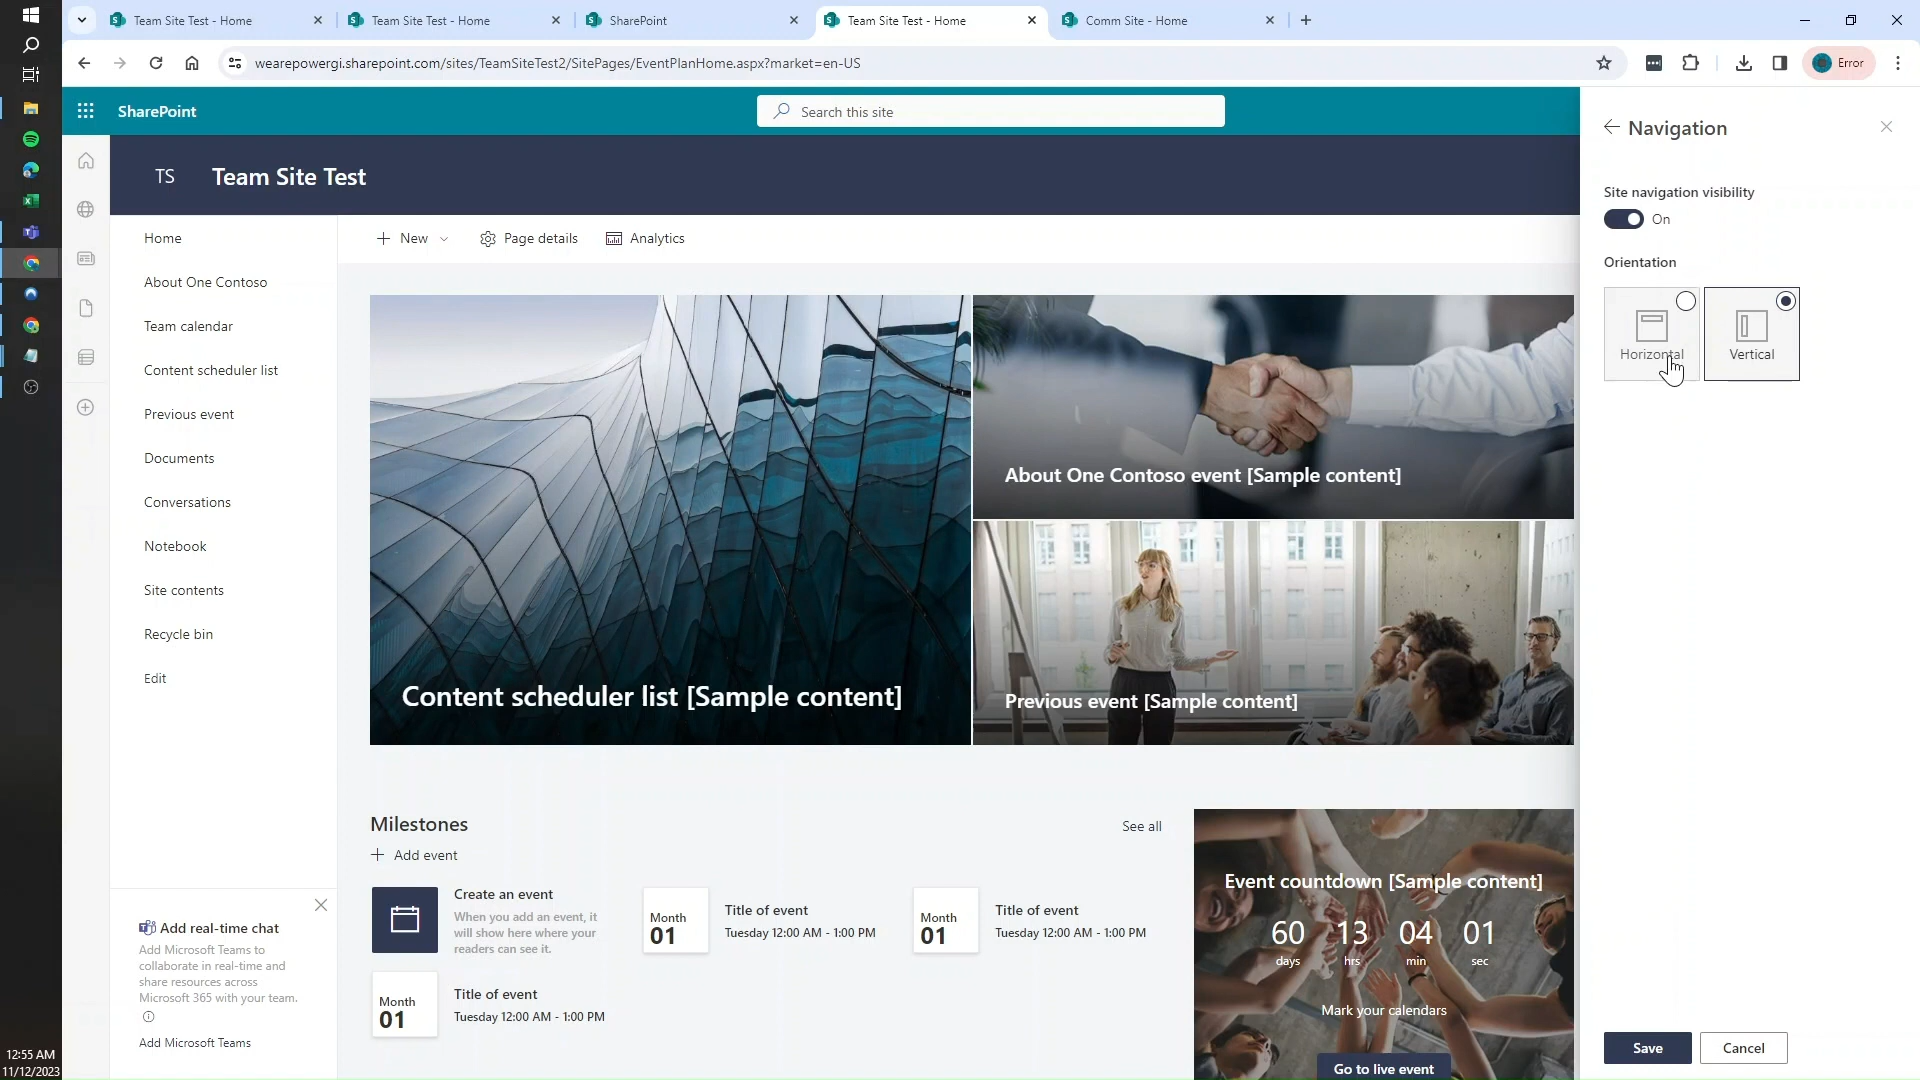 Team Site Test - Home
Team Site Test - Home
SharePoint
Team Site Test - Home
Comm Site - Home
wearepowergi.sharepoint.com/sites/TeamSiteTest2/SitePages/EventPlanHome.aspx?market=en-US
Error
SharePoint
Search this site
TS
Team Site Test
Home
About One Contoso
Team calendar
Content scheduler list
Previous event
Documents
Conversations
Notebook
Site contents
Recycle bin
Edit
New
Page details
Analytics
Content scheduler list [Sample content]
About One Contoso event [Sample content]
Previous event [Sample content]
Milestones
See all
Add event
Create an event
When you add an event, it
will show here where your
readers can see it.
Month
01
Title of event
Tuesday 12:00 AM - 1:00 PM
Month
01
Title of event
Tuesday 12:00 AM - 1:00 PM
Month
01
Title of event
Tuesday 12:00 AM - 1:00 PM
Event countdown [Sample content]
60 13 04 01
days hrs min sec
Mark your calendars
Go to live event
Add real-time chat
Add Microsoft Teams to
collaborate in real-time and
share resources across
Microsoft 365 with your team.
Add Microsoft Teams
Navigation
Site navigation visibility
On
Orientation
Horizontal
Vertical
Save
Cancel
12:55 AM
11/12/2023